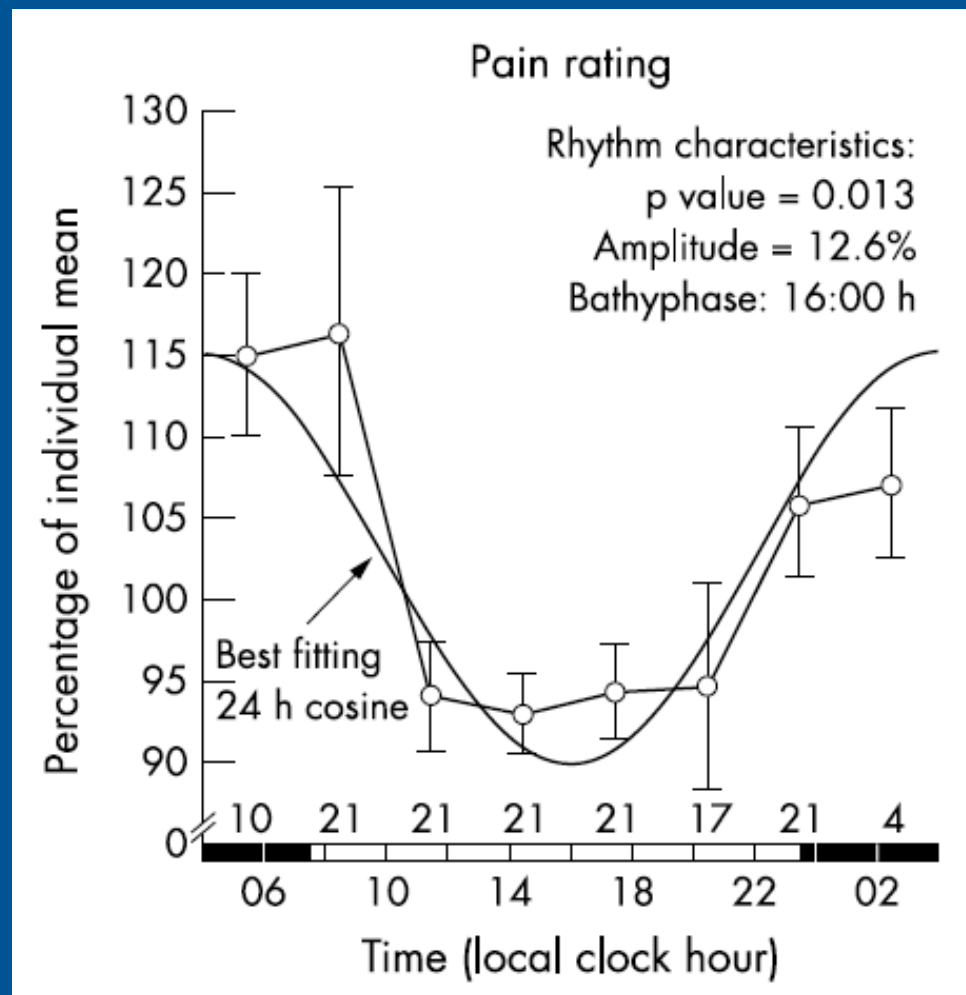 Pain rating
Percentage of individual mean
130
125
120
115
110
105
100
95
90
0
Rhythm characteristics:
p value = 0.013
Amplitude = 12.6%
Bathyphase: 16:00 h
Best fitting
24 h cosine
10 21 21 21 21 17 21 4
06 10 14 18 22 02
Time (local clock hour)